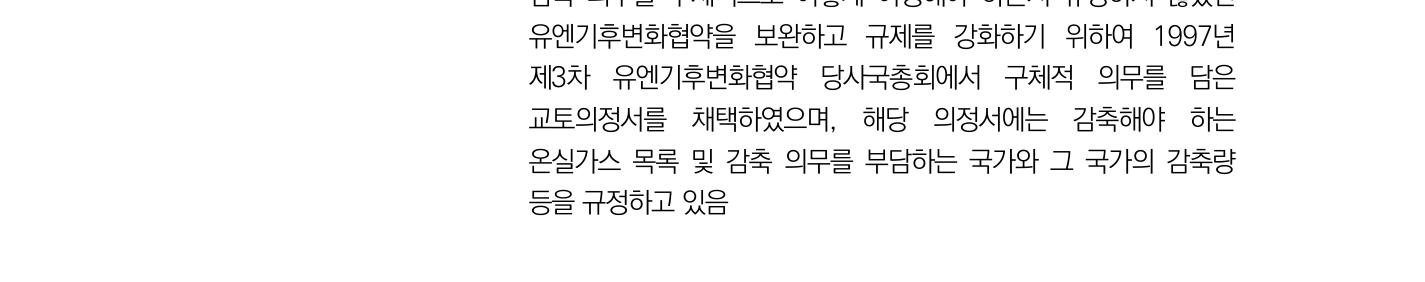 유엔기후변화협약을 보완하고 규제를 강화하기 위하여 1997년
제3차 유엔기후변화협약 당사국총회에서 구체적 의무를 담은
교토의정서를 채택하였으며, 해당 의정서에는 감축해야 하는
온실가스 목록 및 감축 의무를 부담하는 국가와 그 국가의 감축량
등을 규정하고 있음